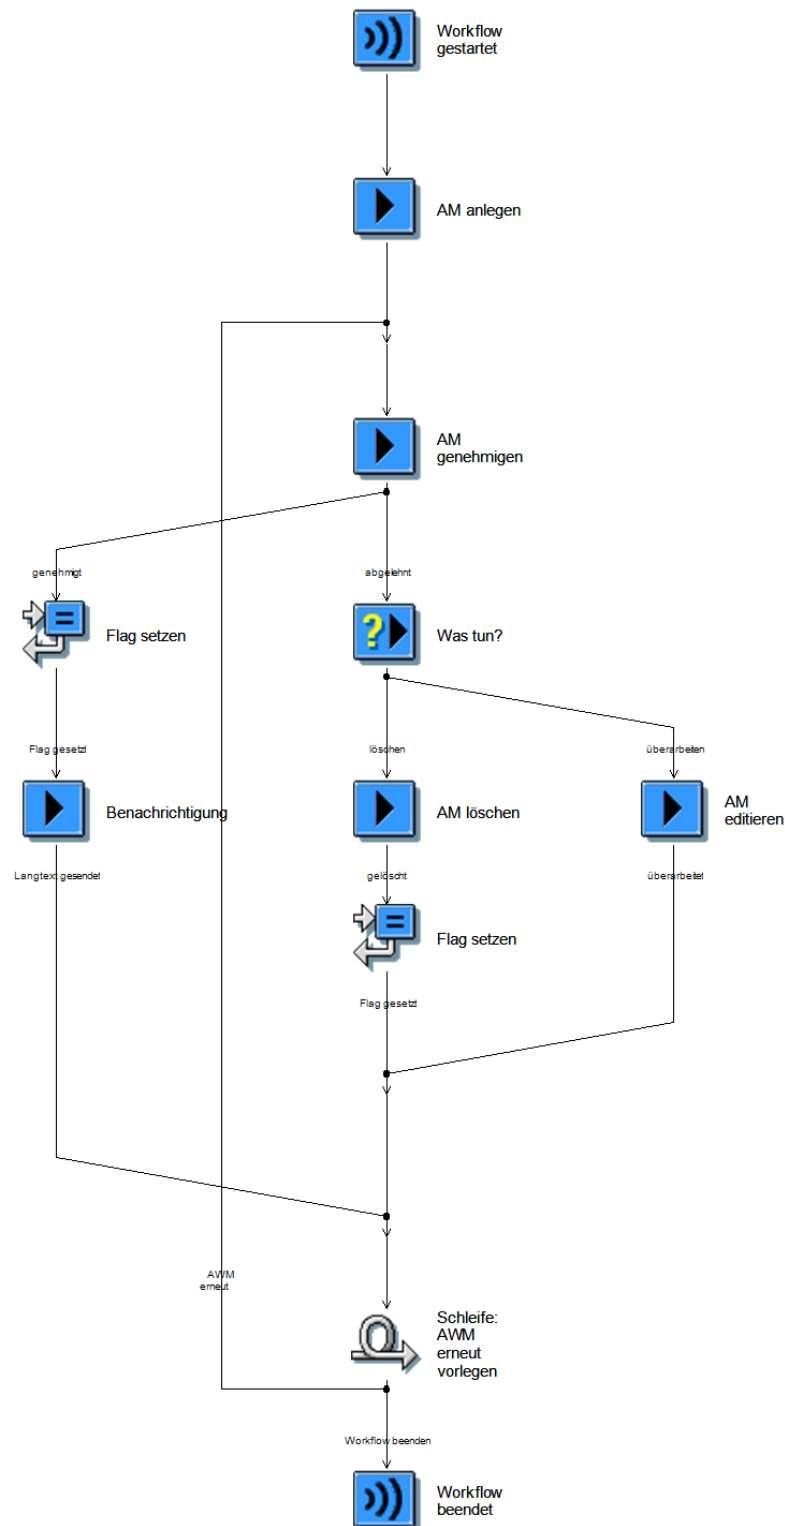 Workflow
gestartet
AM anlegen
AM
genehmigen
genehmigt
abgelehnt
Flag setzen
Was tun?
Flag gesetzt
löschen
überarbeiten
Benachrichtigung
AM löschen
AM
editieren
Langtext gesendet
gelöscht
überarbeitet
Flag setzen
Flag gesetzt
AWM
erneut
Schleife:
AWM
erneut
vorlegen
Workflow beenden
Workflow
beendet